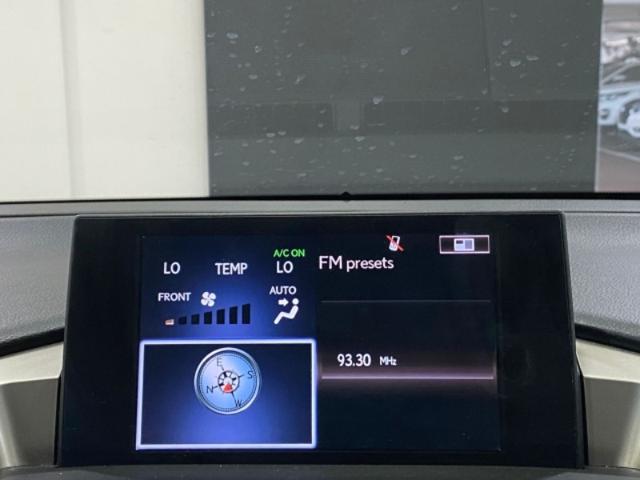 A/C ON
LO TEMP LO
FRONT AUTO
E
N S
W
FM presets
93.30 MHz